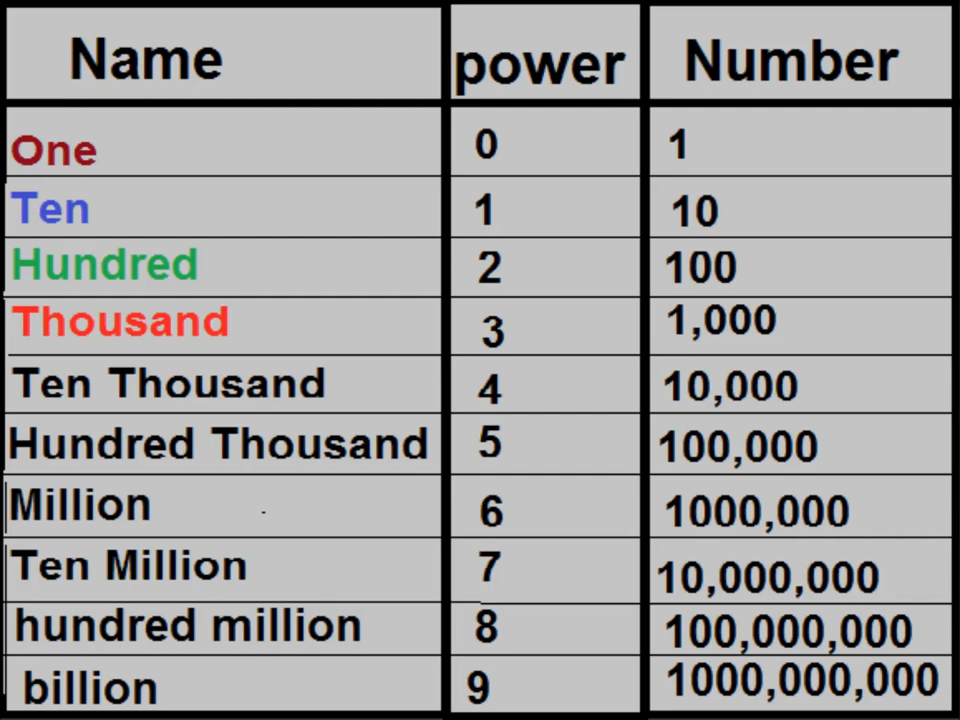 Name power Number
One 0 1
Ten 1 10
Hundred 2 100
Thousand 3 1,000
Ten Thousand 4 10,000
Hundred Thousand 5 100,000
Million 6 1000,000
Ten Million 7 10,000,000
hundred million 8 100,000,000
billion 9 1000,000,000